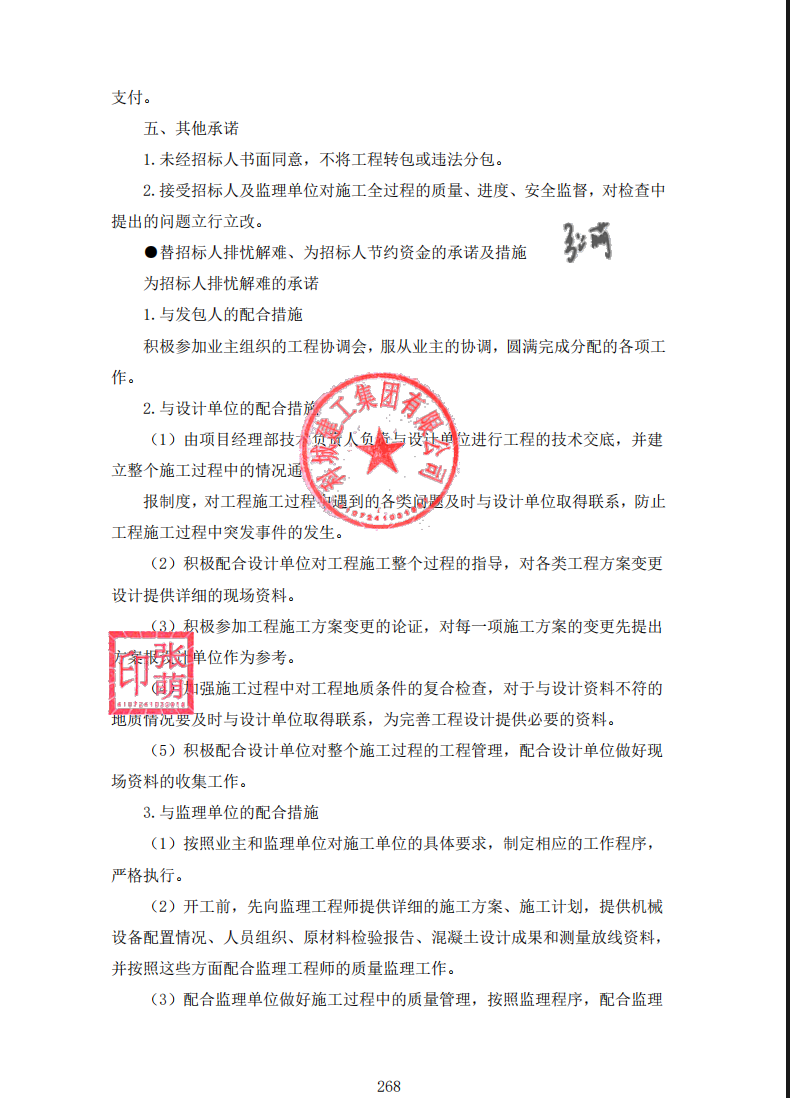 支付。
五、其他承诺
1.未经招标人书面同意，不将工程转包或违法分包。
2.接受招标人及监理单位对施工全过程的质量、进度、安全监督，对检查中
提出的问题立行立改。
●替招标人排忧解难、为招标人节约资金的承诺及措施
张萌
为招标人排忧解难的承诺
1.与发包人的配合措施
积极参加业主组织的工程协调会，服从业主的协调，圆满完成分配的各项工
作。
2.与设计单位的配合措施
城建工集团有限公司
（1）由项目经理部技术负责人负责与设计单位进行工程的技术交底，并建
立整个施工过程中的情况通
报制度，对工程施工过程中遇到的各类问题及时与设计单位取得联系，防止
工程施工过程中突发事件的发生。
（2）积极配合设计单位对工程施工整个过程的指导，对各类工程方案变更
设计提供详细的现场资料。
（3）积极参加工程施工方案变更的论证，对每一项施工方案的变更先提出
方案报设计单位作为参考。
张萌印
（4）加强施工过程中对工程地质条件的复合检查，对于与设计资料不符的
地质情况要及时与设计单位取得联系，为完善工程设计提供必要的资料。
（5）积极配合设计单位对整个施工过程的工程管理，配合设计单位做好现
场资料的收集工作。
3.与监理单位的配合措施
（1）按照业主和监理单位对施工单位的具体要求，制定相应的工作程序，
严格执行。
（2）开工前，先向监理工程师提供详细的施工方案、施工计划，提供机械
设备配置情况、人员组织、原材料检验报告、混凝土设计成果和测量放线资料，
并按照这些方面配合监理工程师的质量监理工作。
（3）配合监理单位做好施工过程中的质量管理，按照监理程序，配合监理
268